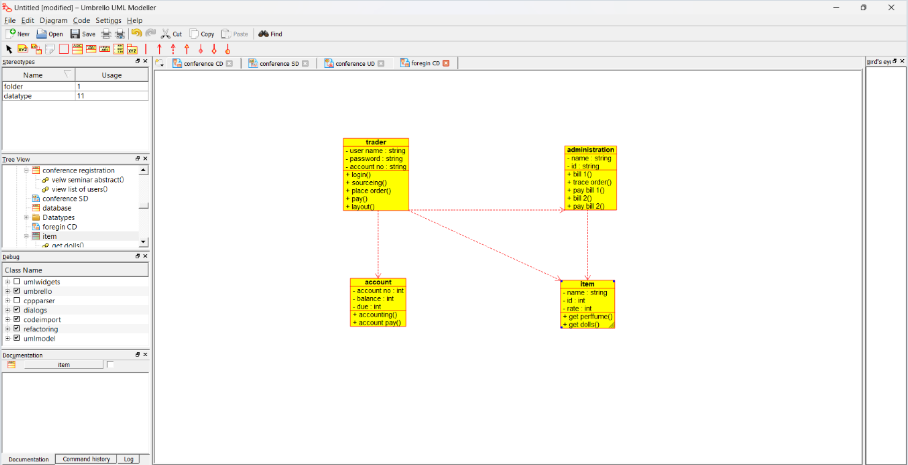 Untitled [modified] – Umbrello UML Modeller
File Edit Diagram Code Settings Help
New Open Save Cut Copy Paste Find
Stereotypes
Name Usage
folder 1
datatype 11
Tree View
conference registration
veiw seminar abstract()
view list of users()
conference SD
database
Datatypes
foregin CD
item
get dolls()
Debug
Class Name
umlwidgets
umbrello
cppparser
dialogs
codeimport
refactoring
umlmodel
Documentation
item
Documentation Command history Log
conference CD conference SD conference UD foregin CD
trader
- user name : string
- password : string
- account no : string
+ login()
+ sourceing()
+ place order()
+ pay()
+ layout()
administration
- name : string
- id : string
+ bill 1()
+ trace order()
+ pay bill 1()
+ bill 2()
+ pay bill 2()
account
- account no : int
- balance : int
- due : int
+ accounting()
+ account pay()
item
- name : string
- id : int
- rate : int
+ get perffume()
+ get dolls()